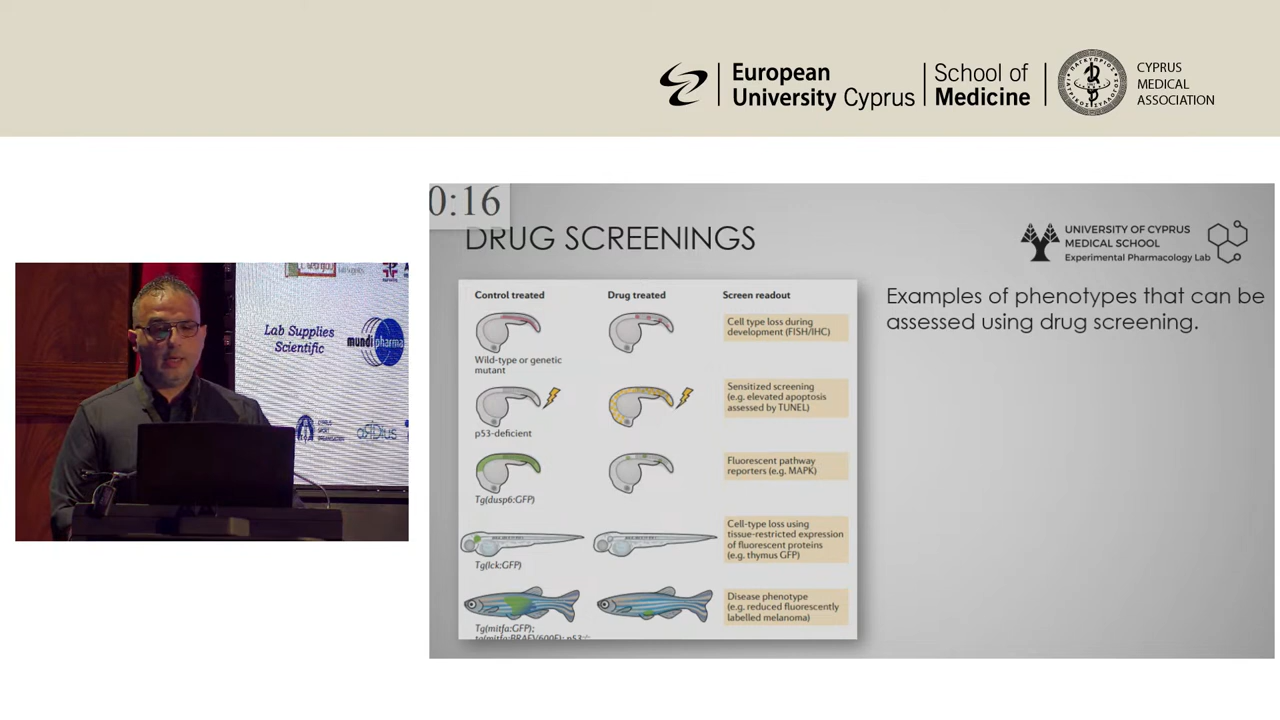 European
University Cyprus
School of
Medicine
CYPRUS
MEDICAL
ASSOCIATION
0:16
DRUG SCREENINGS
UNIVERSITY OF CYPRUS
MEDICAL SCHOOL
Experimental Pharmacology Lab
Lab Supplies
Scientific
mundipharma
Control treated
Drug treated
Screen readout
Wild-type or genetic
mutant
Cell type loss during
development (FISH/IHC)
p53-deficient
Sensitized screening
(e.g. elevated apoptosis
assessed by TUNEL)
Tg(dusp6:GFP)
Fluorescent pathway
reporters (e.g. MAPK)
Tg(lck:GFP)
Cell-type loss using
tissue-restricted expression
of fluorescent proteins
(e.g. thymus GFP)
Tg(mitfa:GFP);
tg(mitfa:BRAFV600E); p53-/-
Disease phenotype
(e.g. reduced fluorescently
labelled melanoma)
Examples of phenotypes that can be
assessed using drug screening.